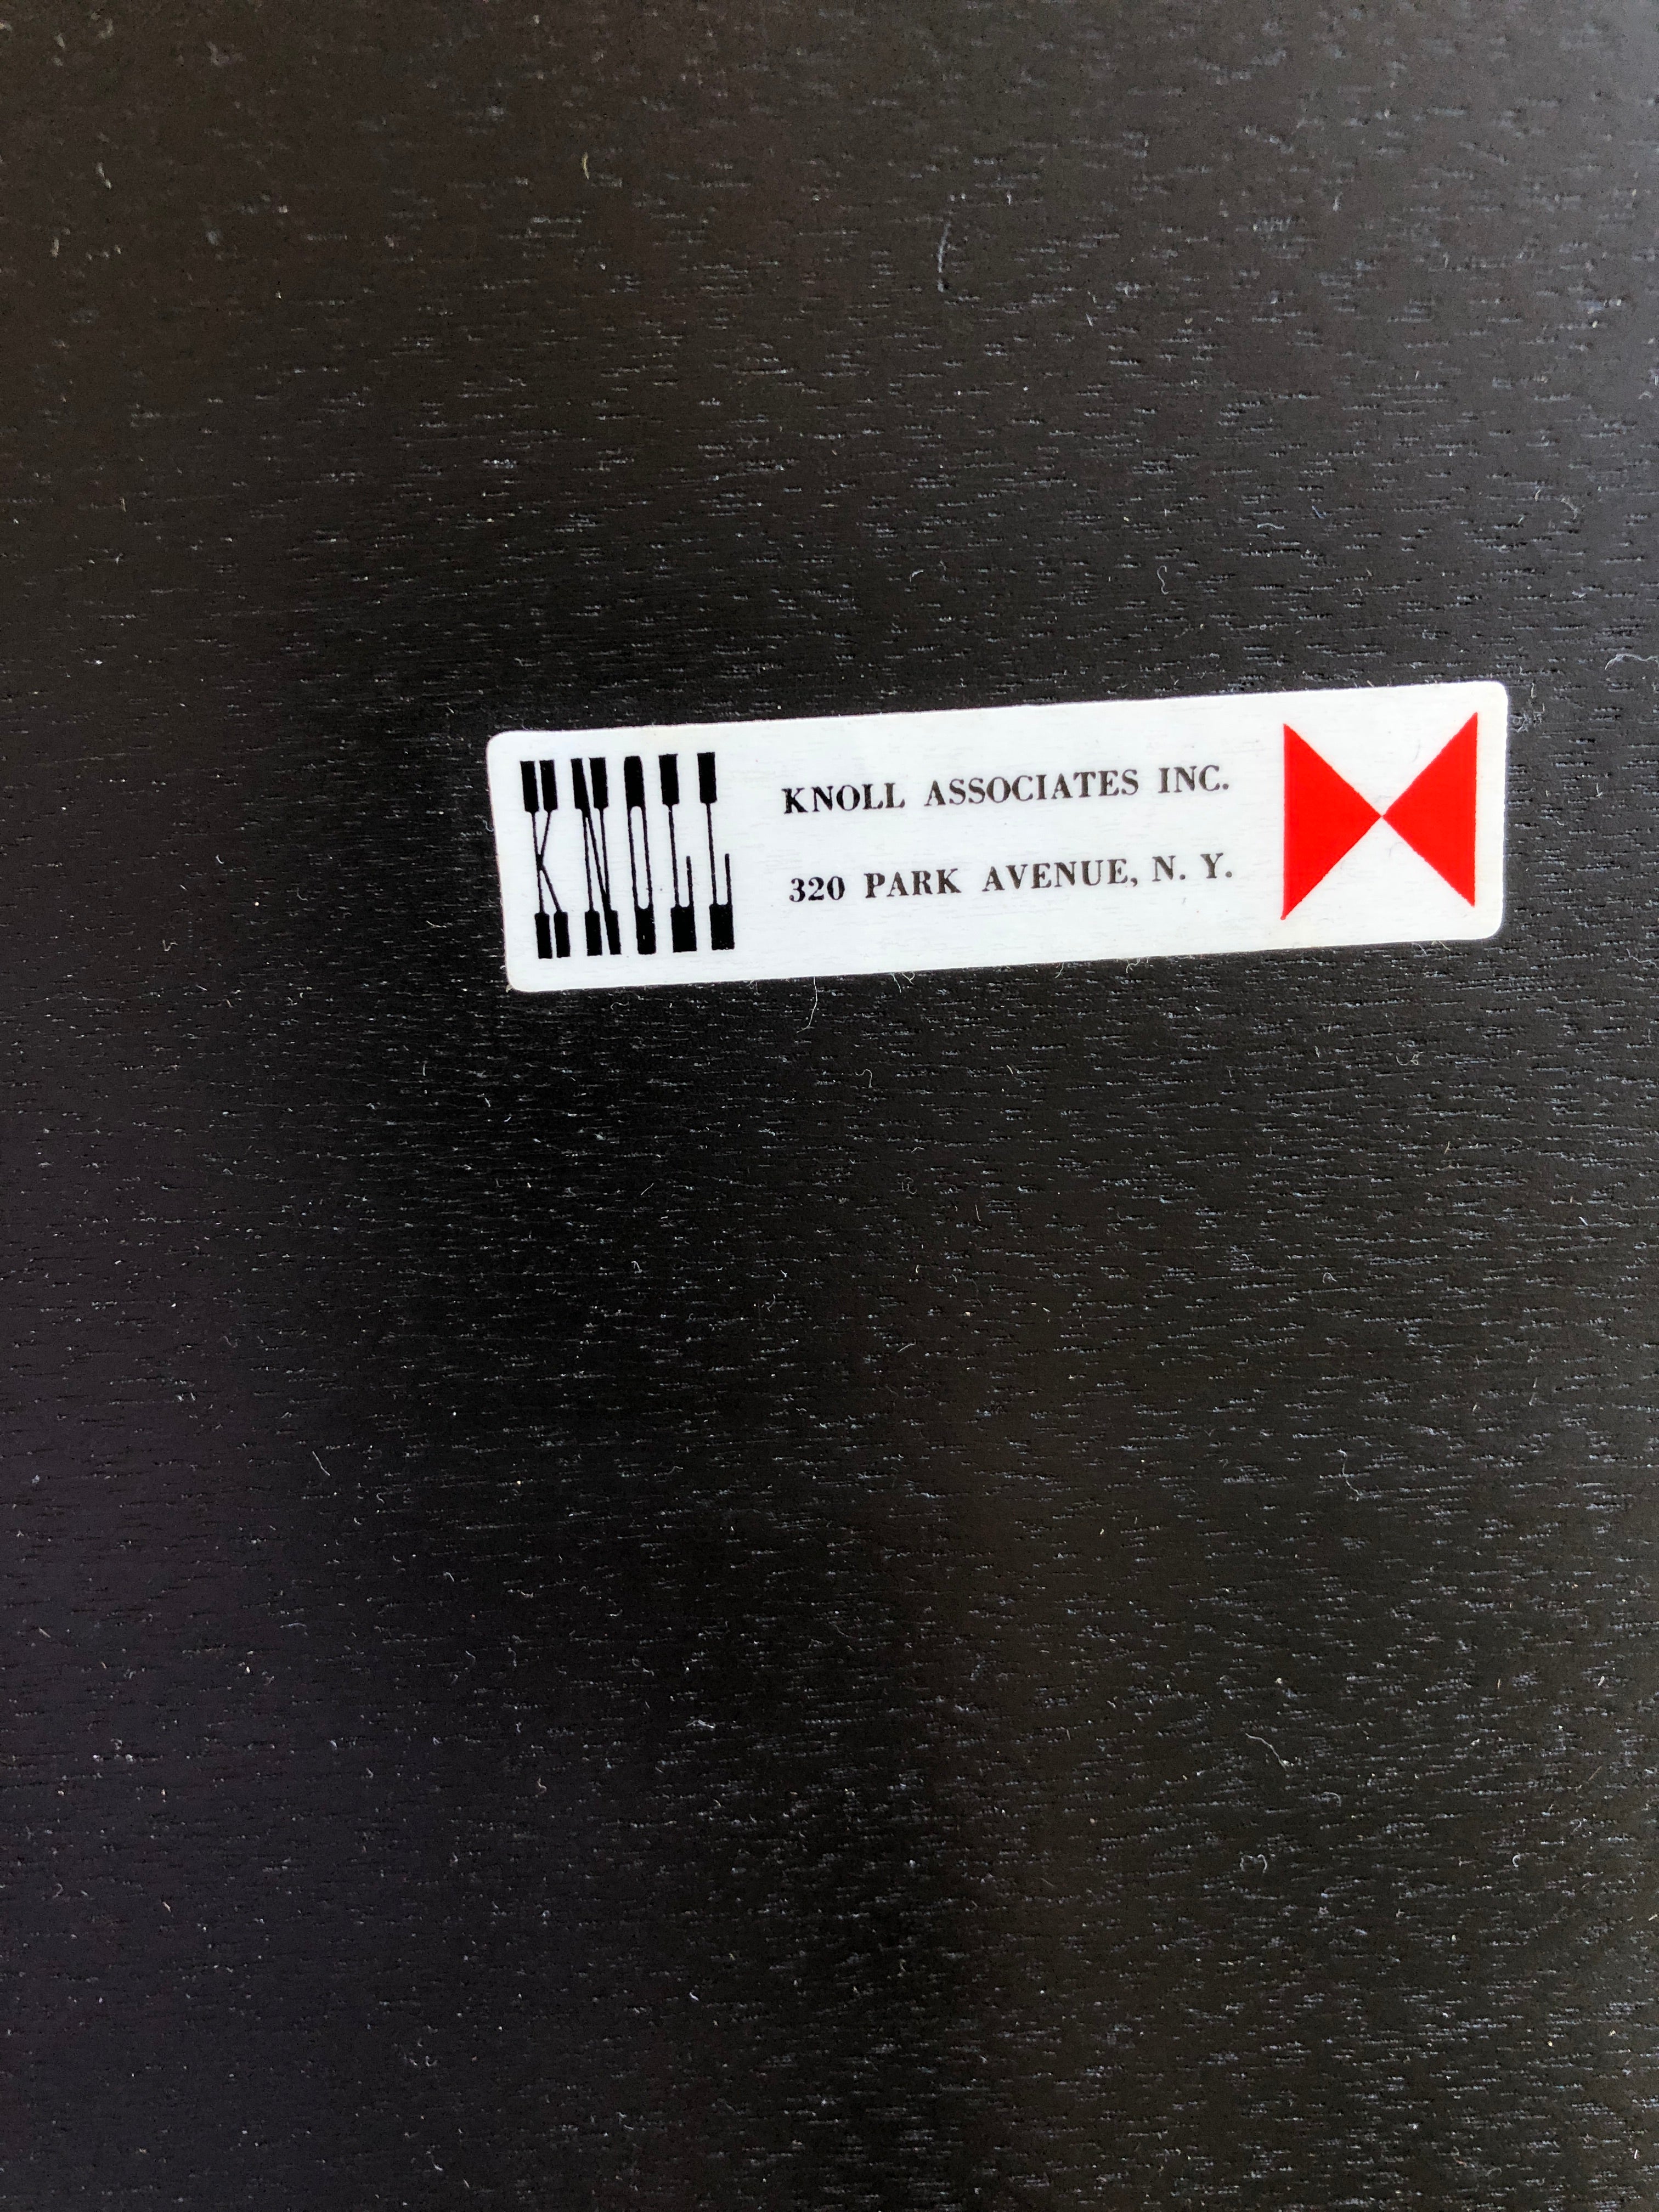 KNOLL
KNOLL ASSOCIATES INC.
320 PARK AVENUE, N. Y.